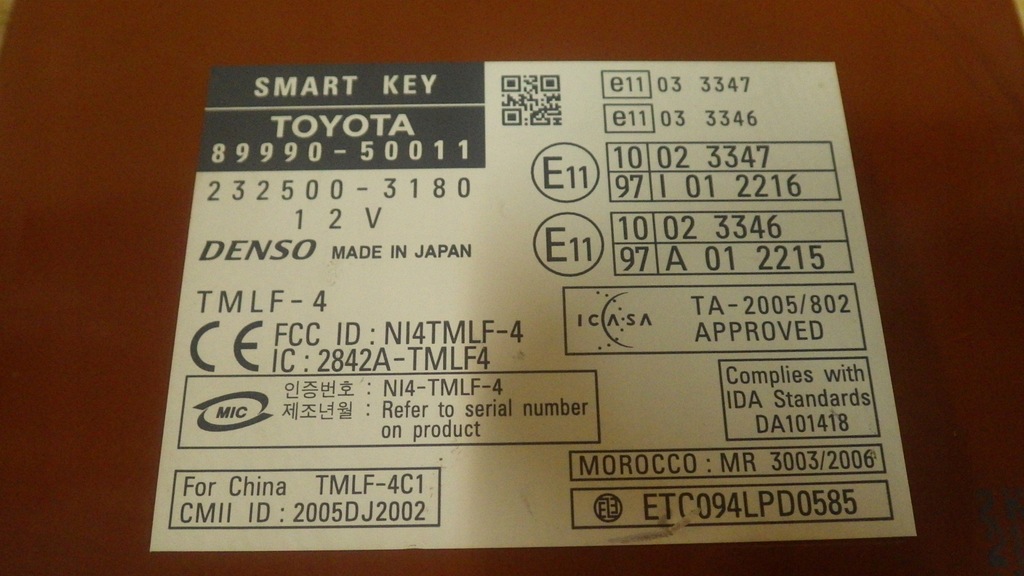 SMART KEY
TOYOTA
89990-50011
232500-3180
12V
DENSO MADE IN JAPAN
TMLF-4
CE FCC ID : NI4TMLF-4
IC : 2842A-TMLF4
MIC
인증번호 : NI4-TMLF-4
제조년월 : Refer to serial number
on product
For China TMLF-4C1
CMII ID : 2005DJ2002
e11 03 3347
e11 03 3346
E11
10 02 3347
97 I 01 2216
E11
10 02 3346
97 A 01 2215
ICASA
TA-2005/802
APPROVED
Complies with
IDA Standards
DA101418
MOROCCO : MR 3003/2006
ETC094LPD0585